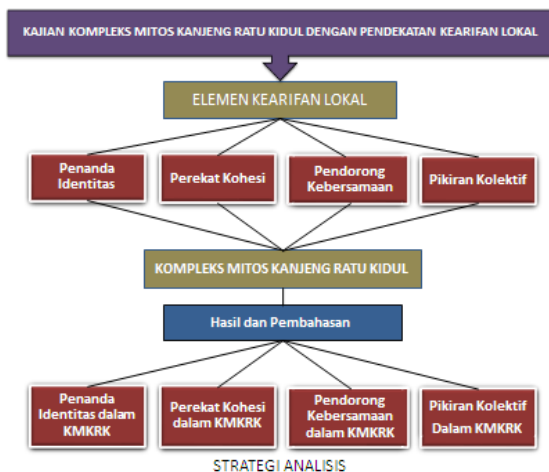 KAJIAN KOMPLEKS MITOS KANJENG RATU KIDUL DENGAN PENDEKATAN KEARIFAN LOKAL
ELEMEN KEARIFAN LOKAL
Penanda
Identitas
Perekat Kohesi
Pendorong
Kebersamaan
Pikiran Kolektif
KOMPLEKS MITOS KANJENG RATU KIDUL
Hasil dan Pembahasan
Penanda
Identitas dalam
KMKRK
Perekat Kohesi
dalam KMKRK
Pendorong
Kebersamaan
dalam KMKRK
Pikiran Kolektif
Dalam KMKRK
STRATEGI ANALISIS